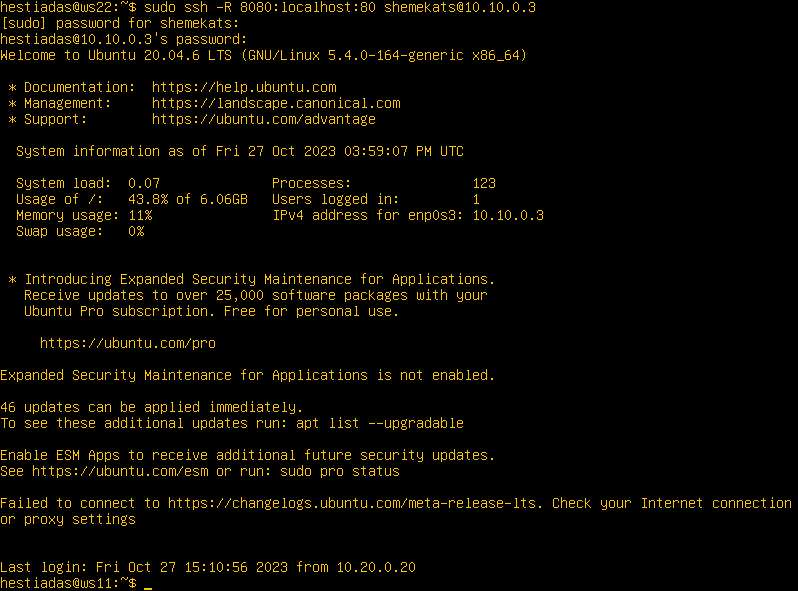 hestiadas@ws22:~$ sudo ssh -R 8080:localhost:80 shemekats@10.10.0.3
[sudo] password for shemekats:
hestiadas@10.10.0.3's password:
Welcome to Ubuntu 20.04.6 LTS (GNU/Linux 5.4.0-164-generic x86_64)

 * Documentation:  https://help.ubuntu.com
 * Management:     https://landscape.canonical.com
 * Support:        https://ubuntu.com/advantage

  System information as of Fri 27 Oct 2023 03:59:07 PM UTC

  System load:  0.07              Processes:               123
  Usage of /:   43.8% of 6.06GB   Users logged in:         1
  Memory usage: 11%               IPv4 address for enp0s3: 10.10.0.3
  Swap usage:   0%

 * Introducing Expanded Security Maintenance for Applications.
   Receive updates to over 25,000 software packages with your
   Ubuntu Pro subscription. Free for personal use.

     https://ubuntu.com/pro

Expanded Security Maintenance for Applications is not enabled.

46 updates can be applied immediately.
To see these additional updates run: apt list --upgradable

Enable ESM Apps to receive additional future security updates.
See https://ubuntu.com/esm or run: sudo pro status

Failed to connect to https://changelogs.ubuntu.com/meta-release-lts. Check your Internet connection
or proxy settings

Last login: Fri Oct 27 15:10:56 2023 from 10.20.0.20
hestiadas@ws11:~$ _